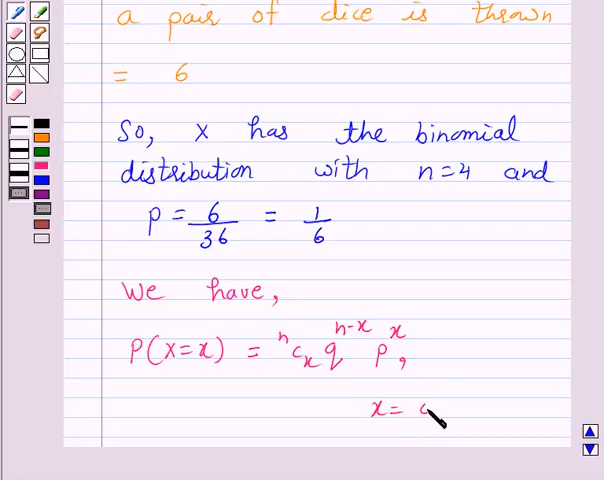 a pair of dice is thrown
= 6
So, X has the binomial
distribution with n=4 and
P = 6/36 = 1/6
We have,
P(X=x) = ⁿCₓ qⁿ⁻ˣ pˣ,
x=